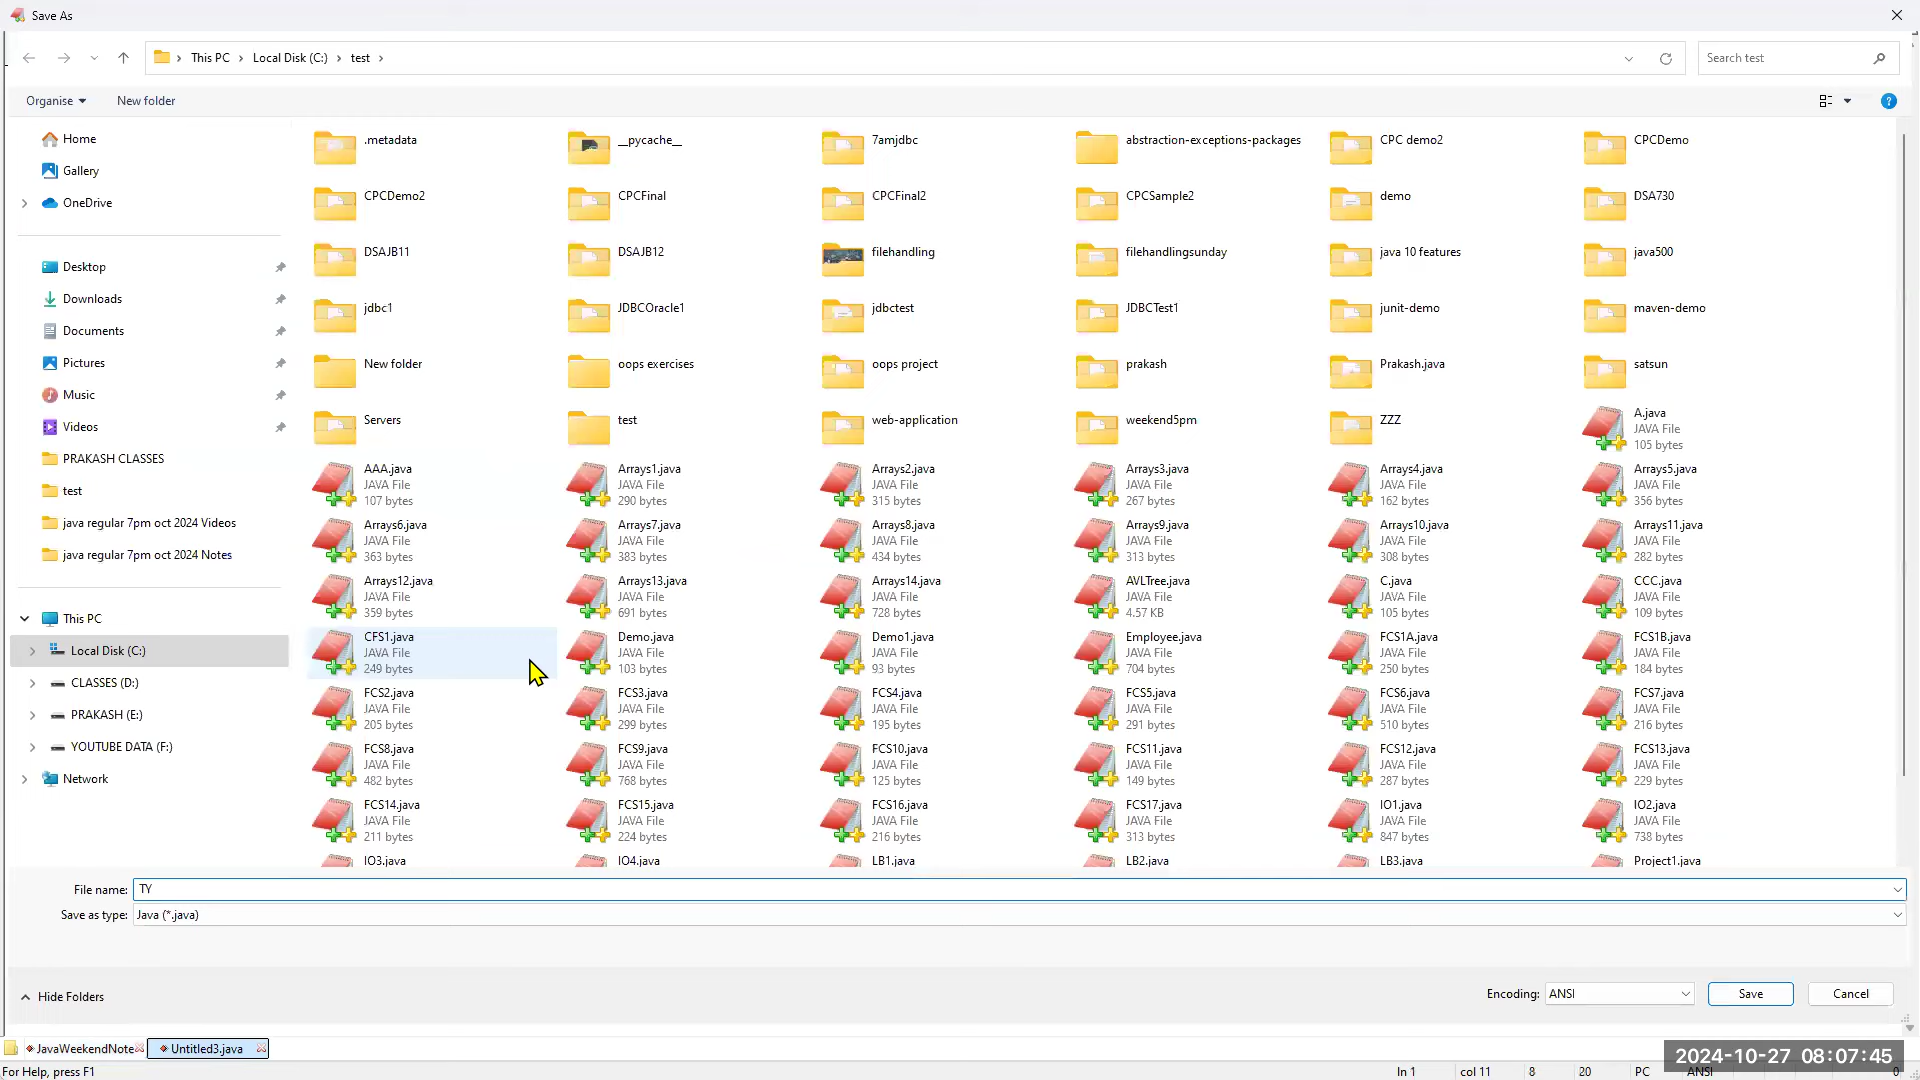 Save As
This PC > Local Disk (C:) > test >
Search test
Organise
New folder
Home
Gallery
OneDrive
Desktop
Downloads
Documents
Pictures
Music
Videos
PRAKASH CLASSES
test
java regular 7pm oct 2024 Videos
java regular 7pm oct 2024 Notes
This PC
Local Disk (C:)
CLASSES (D:)
PRAKASH (E:)
YOUTUBE DATA (F:)
Network
.metadata
__pycache__
7amjdbc
abstraction-exceptions-packages
CPC demo2
CPCDemo
CPCDemo2
CPCFinal
CPCFinal2
CPCSample2
demo
DSA730
DSAJB11
DSAJB12
filehandling
filehandlingsunday
java 10 features
java500
jdbc1
JDBCOracle1
jdbctest
JDBCTest1
junit-demo
maven-demo
New folder
oops exercises
oops project
prakash
Prakash.java
satsun
Servers
test
web-application
weekend5pm
ZZZ
A.java
JAVA File
105 bytes
AAA.java
JAVA File
107 bytes
Arrays1.java
JAVA File
290 bytes
Arrays2.java
JAVA File
315 bytes
Arrays3.java
JAVA File
267 bytes
Arrays4.java
JAVA File
162 bytes
Arrays5.java
JAVA File
356 bytes
Arrays6.java
JAVA File
363 bytes
Arrays7.java
JAVA File
383 bytes
Arrays8.java
JAVA File
434 bytes
Arrays9.java
JAVA File
313 bytes
Arrays10.java
JAVA File
308 bytes
Arrays11.java
JAVA File
282 bytes
Arrays12.java
JAVA File
359 bytes
Arrays13.java
JAVA File
691 bytes
Arrays14.java
JAVA File
728 bytes
AVLTree.java
JAVA File
4.57 KB
C.java
JAVA File
105 bytes
CCC.java
JAVA File
109 bytes
CFS1.java
JAVA File
249 bytes
Demo.java
JAVA File
103 bytes
Demo1.java
JAVA File
93 bytes
Employee.java
JAVA File
704 bytes
FCS1A.java
JAVA File
250 bytes
FCS1B.java
JAVA File
184 bytes
FCS2.java
JAVA File
205 bytes
FCS3.java
JAVA File
299 bytes
FCS4.java
JAVA File
195 bytes
FCS5.java
JAVA File
291 bytes
FCS6.java
JAVA File
510 bytes
FCS7.java
JAVA File
216 bytes
FCS8.java
JAVA File
482 bytes
FCS9.java
JAVA File
768 bytes
FCS10.java
JAVA File
125 bytes
FCS11.java
JAVA File
149 bytes
FCS12.java
JAVA File
287 bytes
FCS13.java
JAVA File
229 bytes
FCS14.java
JAVA File
211 bytes
FCS15.java
JAVA File
224 bytes
FCS16.java
JAVA File
216 bytes
FCS17.java
JAVA File
313 bytes
IO1.java
JAVA File
847 bytes
IO2.java
JAVA File
738 bytes
IO3.java
IO4.java
LB1.java
LB2.java
LB3.java
Project1.java
File name: TY
Save as type: Java (*.java)
Hide Folders
Encoding: ANSI
Save
Cancel
JavaWeekendNote
Untitled3.java
2024-10-27 08:07:45
For Help, press F1
ln 1
col 11
8
20
PC
ANSI
0